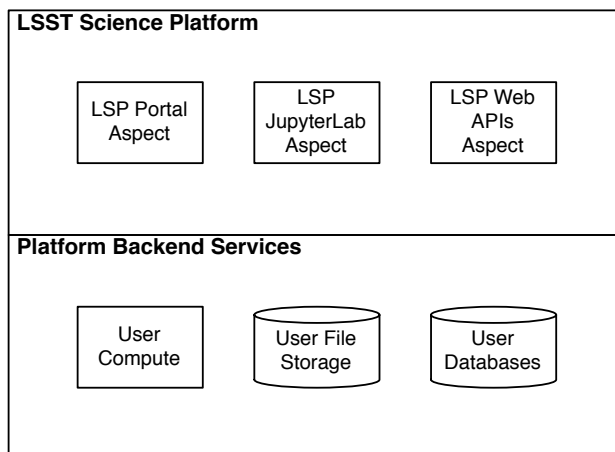 LSST Science Platform
LSP Portal
Aspect
LSP
JupyterLab
Aspect
LSP Web
APIs
Aspect
Platform Backend Services
User
Compute
User File
Storage
User
Databases